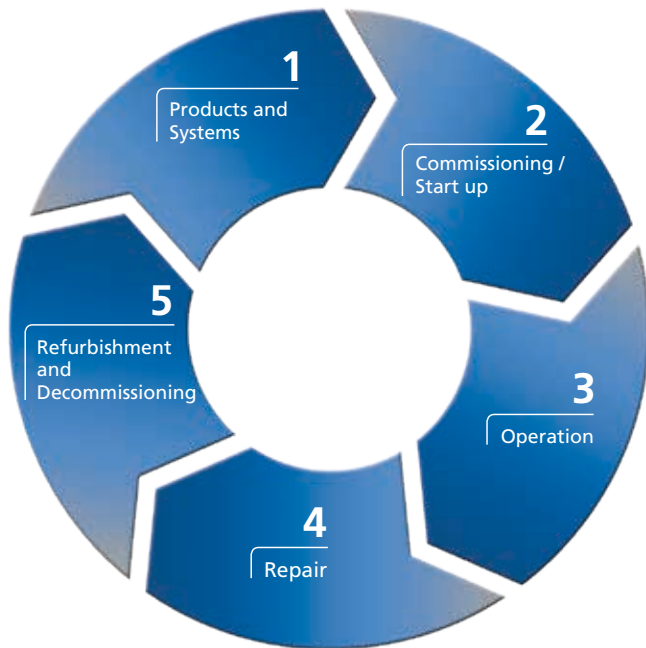 1
Products and
Systems
2
Commissioning /
Start up
3
Operation
4
Repair
5
Refurbishment
and
Decommissioning